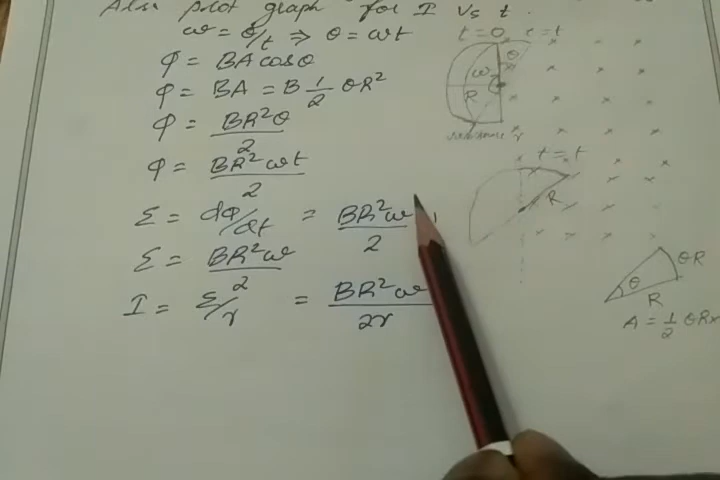 Also plot graph for I vs t.
ω = θ/t ⇒ θ = ωt
t=0 t=t
φ = BA cosθ
θ
ω
φ = BA = B 1/2 θR²
R
φ = BR²θ/2
φ = BR²ωt/2
t=t
R
Σ = dφ/dt = BR²ω/2
Σ = BR²ω/2
θR
θ
R
I = Σ/r = BR²ω/2r
A = 1/2 θR×